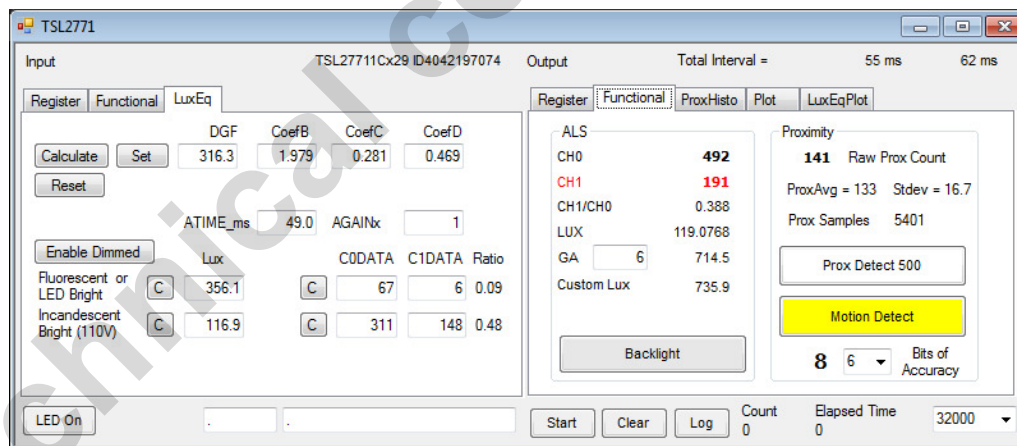 TSL2771
Input TSL27711Cx29 ID4042197074 Output Total Interval = 55 ms 62 ms
Register Functional LuxEq
DGF CoefB CoefC CoefD
Calculate Set 316.3 1.979 0.281 0.469
Reset
ATIME_ms 49.0 AGAINx 1
Enable Dimmed Lux C0DATA C1DATA Ratio
Fluorescent or
LED Bright C 356.1 C 67 6 0.09
Incandescent
Bright (110V) C 116.9 C 311 148 0.48
LED On . .
Register Functional ProxHisto Plot LuxEqPlot
ALS
CH0 492
CH1 191
CH1/CH0 0.388
LUX 119.0768
GA 6 714.5
Custom Lux 735.9
Backlight
Proximity
141 Raw Prox Count
ProxAvg = 133 Stdev = 16.7
Prox Samples 5401
Prox Detect 500
Motion Detect
8 6 Bits of
Accuracy
Start Clear Log Count
0 Elapsed Time
0 32000
chnical c